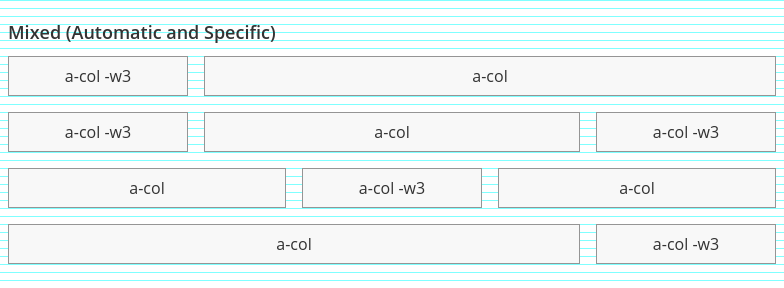 Mixed (Automatic and Specific)
a-col -w3 a-col
a-col -w3 a-col a-col -w3
a-col a-col -w3 a-col
a-col a-col -w3